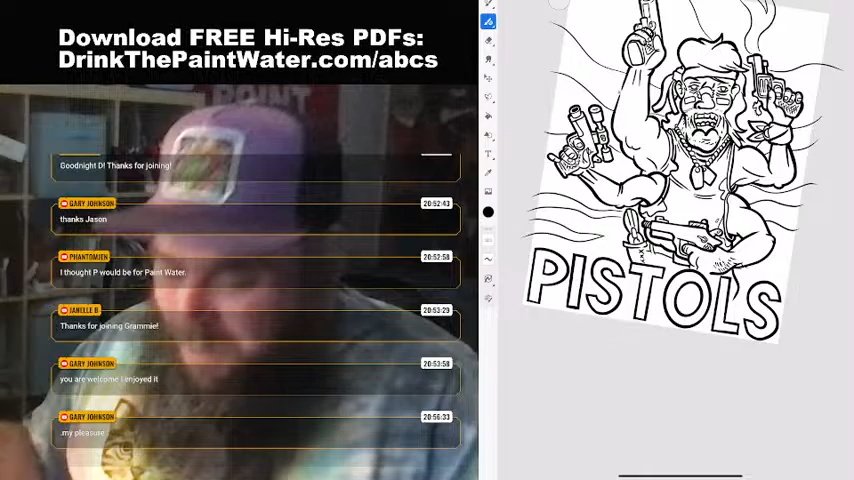 Download FREE Hi-Res PDFs:
DrinkThePaintWater.com/abcs
POINT
Goodnight D! Thanks for joining!
GARY JOHNSON
20:52:43
thanks Jason
PHANTOMJEN
20:52:58
I thought P would be for Paint Water.
JANELLE B
20:53:29
Thanks for joining Grammie!
GARY JOHNSON
20:53:58
you are welcome I enjoyed it
GARY JOHNSON
20:56:33
.my pleasure
PISTOLS